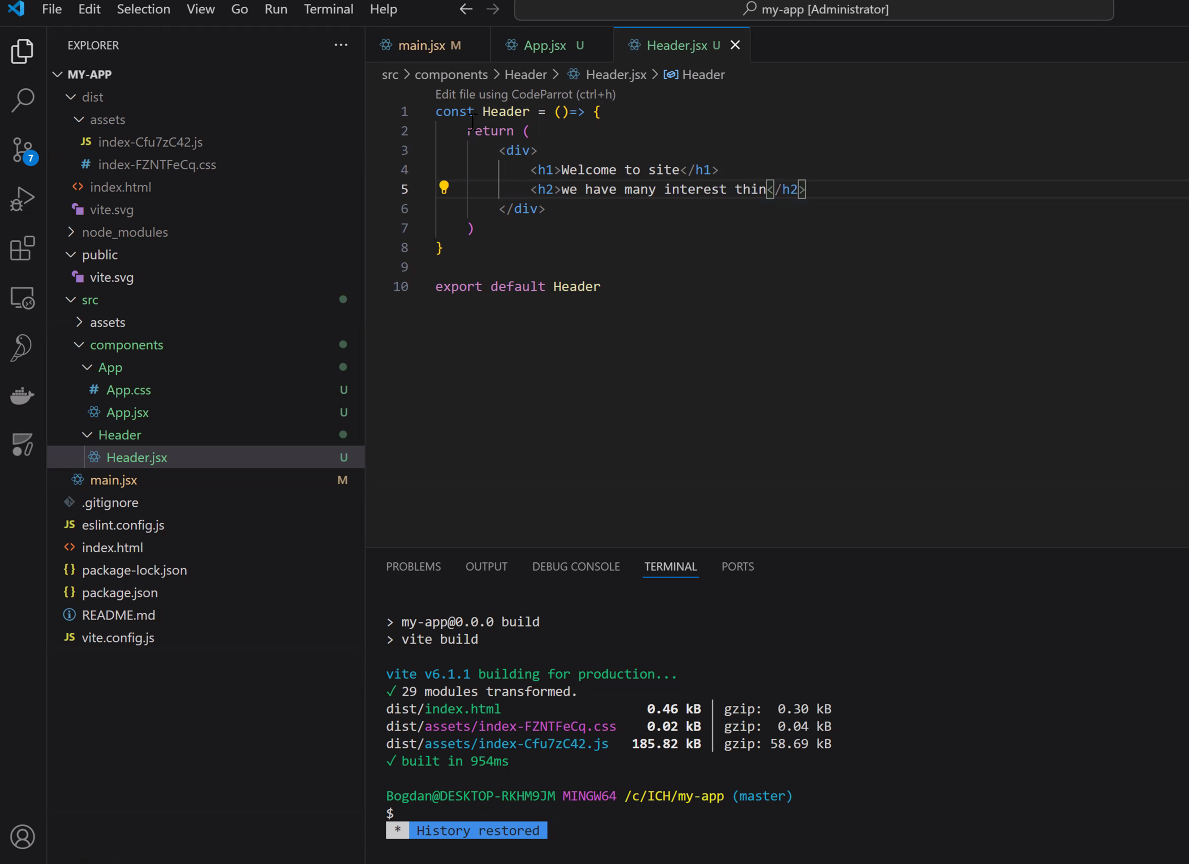 File Edit Selection View Go Run Terminal Help
my-app [Administrator]
EXPLORER
MY-APP
dist
assets
JS index-Cfu7zC42.js
# index-FZNTFeCq.css
<> index.html
vite.svg
node_modules
public
vite.svg
src
assets
components
App
# App.css U
App.jsx U
Header
Header.jsx U
main.jsx M
.gitignore
JS eslint.config.js
<> index.html
{} package-lock.json
{} package.json
README.md
JS vite.config.js
7
main.jsx M App.jsx U Header.jsx U
src > components > Header > Header.jsx > Header
Edit file using CodeParrot (ctrl+h)
1 const Header = ()=> {
2 return (
3 <div>
4 <h1>Welcome to site</h1>
5 <h2>we have many interest thin</h2>
6 </div>
7 )
8 }
9
10 export default Header
PROBLEMS OUTPUT DEBUG CONSOLE TERMINAL PORTS
> my-app@0.0.0 build
> vite build
vite v6.1.1 building for production...
✓ 29 modules transformed.
dist/index.html 0.46 kB │ gzip: 0.30 kB
dist/assets/index-FZNTFeCq.css 0.02 kB │ gzip: 0.04 kB
dist/assets/index-Cfu7zC42.js 185.82 kB │ gzip: 58.69 kB
✓ built in 954ms
Bogdan@DESKTOP-RKHM9JM MINGW64 /c/ICH/my-app (master)
$
* History restored